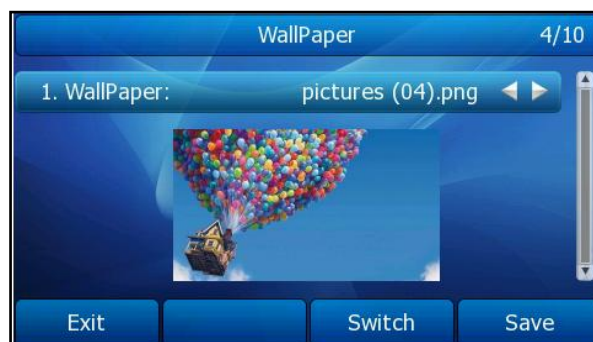 WallPaper 4/10
1. WallPaper: pictures (04).png
Exit Switch Save